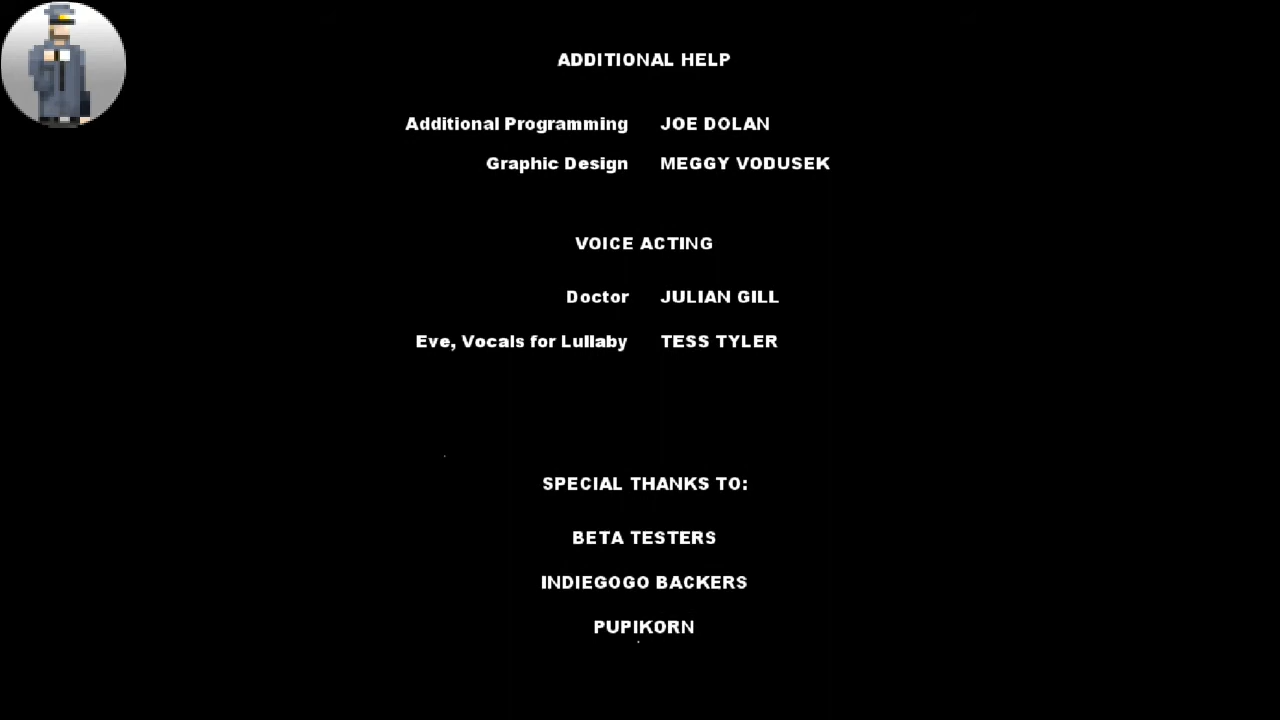 ADDITIONAL HELP
Additional Programming JOE DOLAN
Graphic Design MEGGY VODUSEK
VOICE ACTING
Doctor JULIAN GILL
Eve, Vocals for Lullaby TESS TYLER
SPECIAL THANKS TO:
BETA TESTERS
INDIEGOGO BACKERS
PUPIKORN